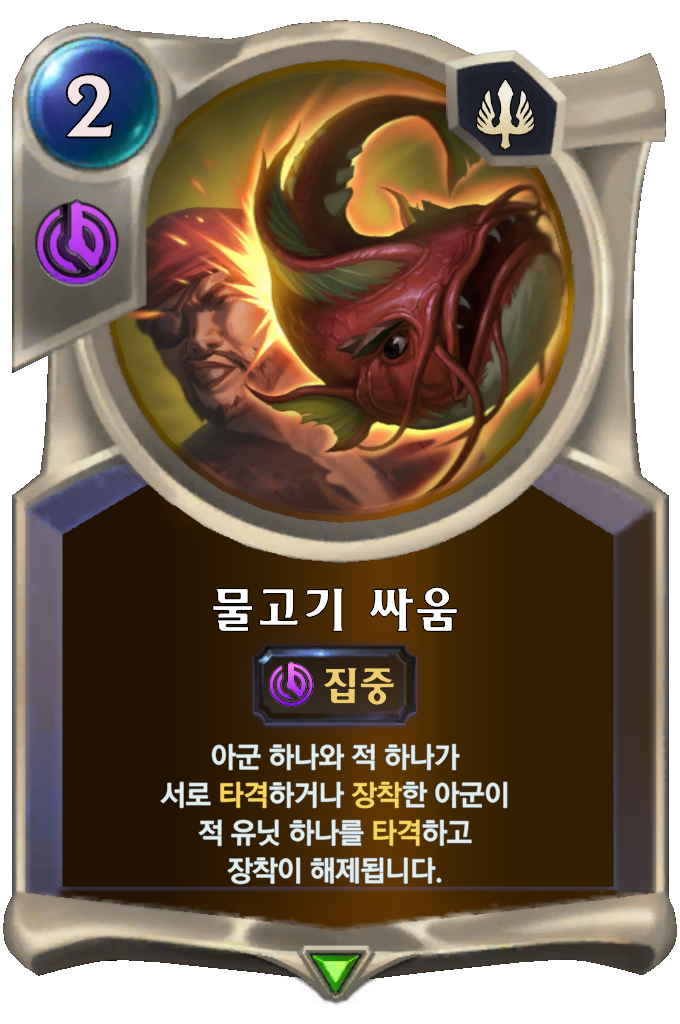 2
물고기 싸움
집중
아군 하나와 적 하나가
서로 타격하거나 장착한 아군이
적 유닛 하나를 타격하고
장착이 해제됩니다.